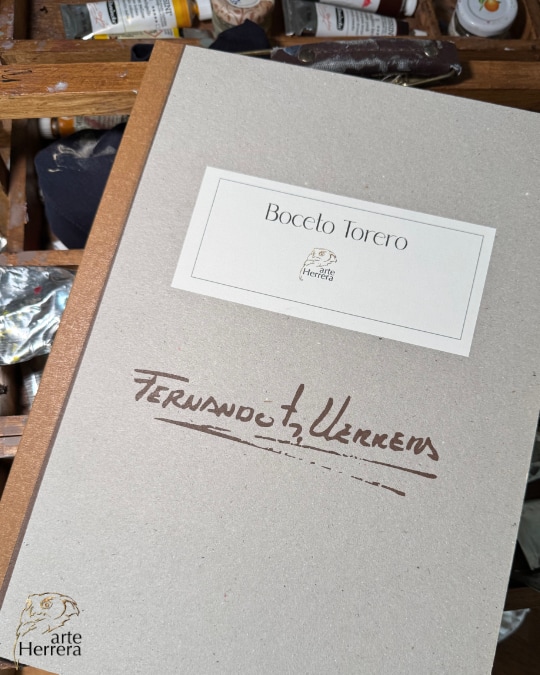 Boceto Torero
arte
Herrera
FERNANDO G. HERRERA
arte
Herrera